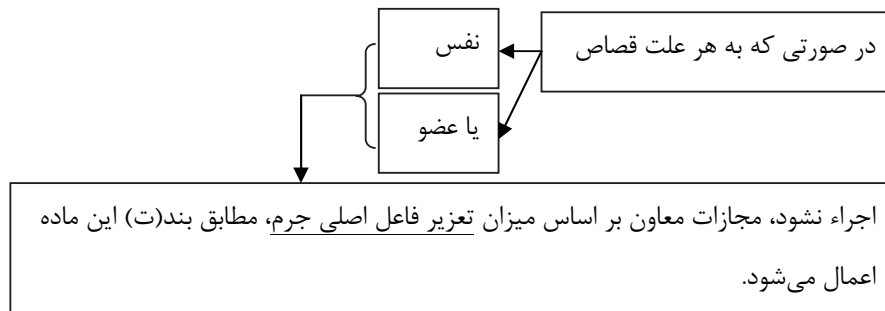 در صورتی که به هر علت قصاص
نفس
یا عضو
اجراء نشود، مجازات معاون بر اساس میزان تعزیر فاعل اصلی جرم، مطابق بند(ت) این ماده
اعمال می‌شود.